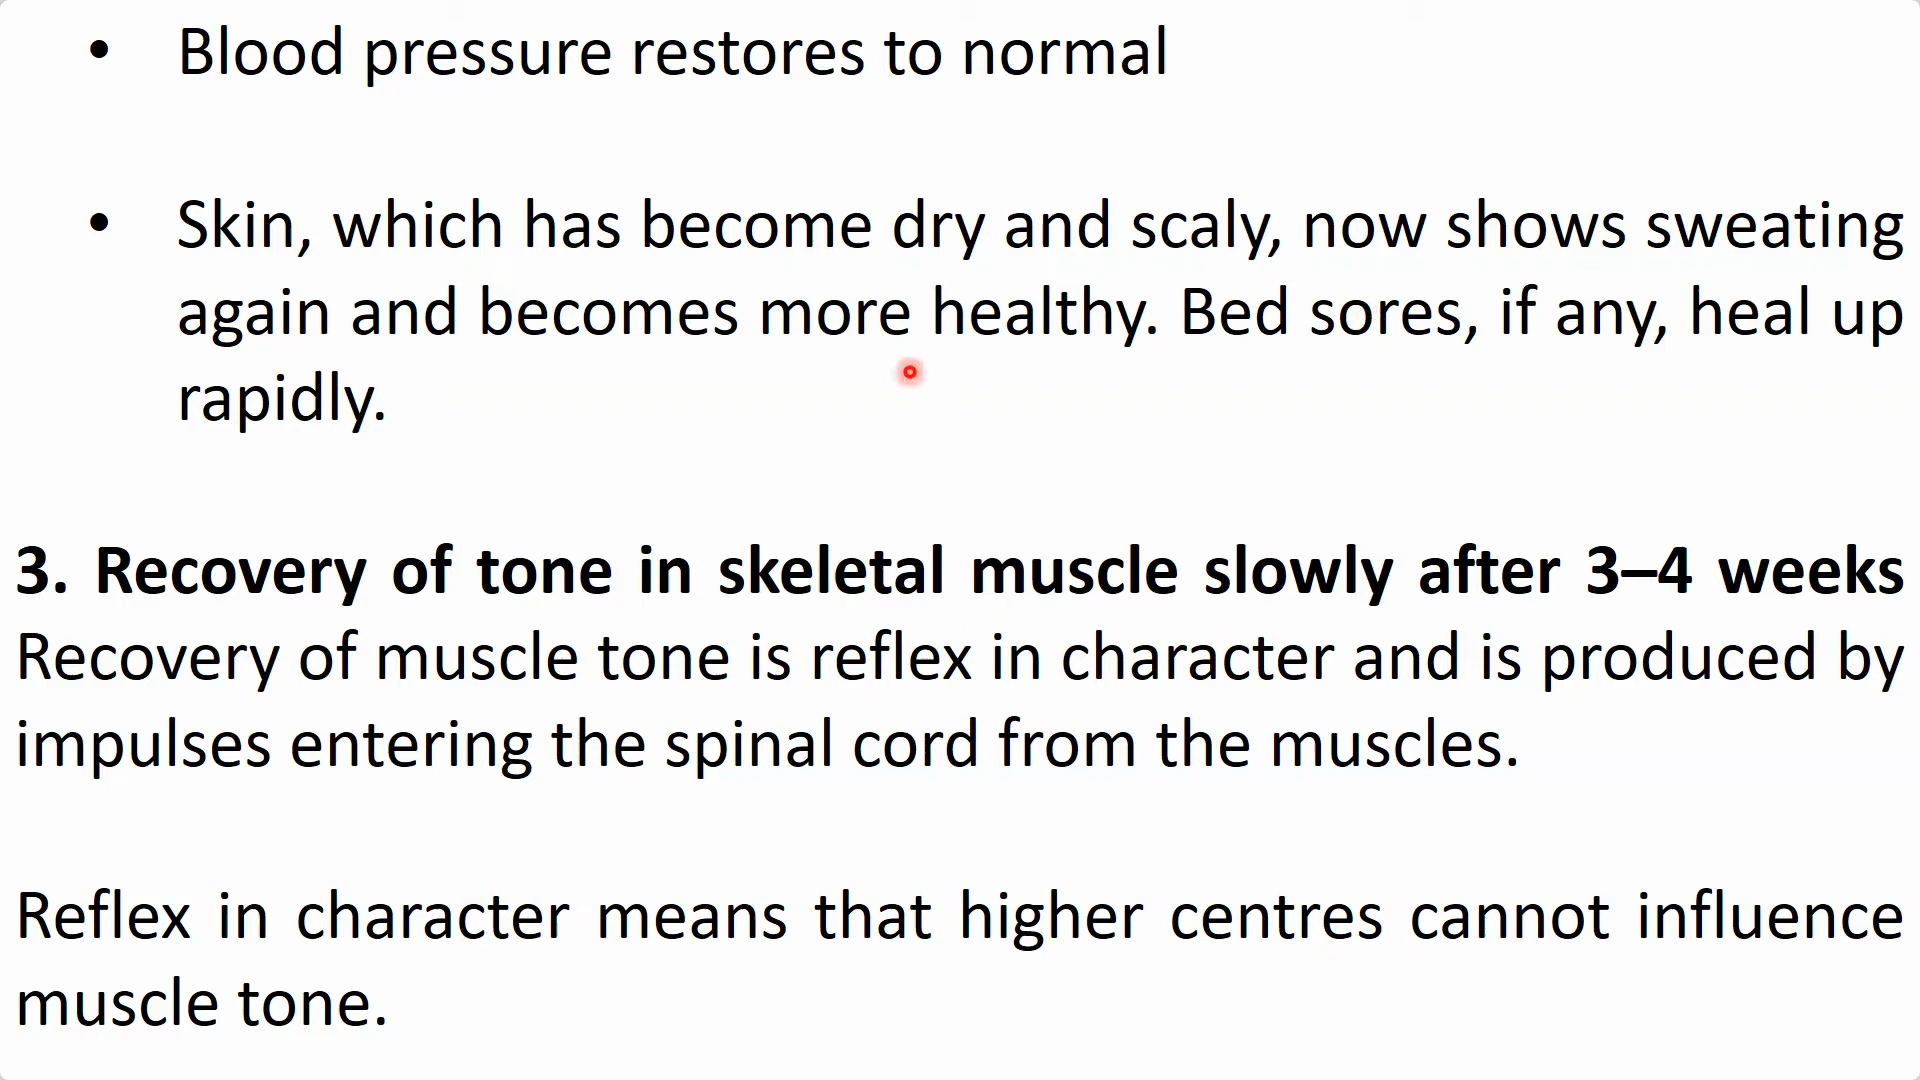 • Blood pressure restores to normal
• Skin, which has become dry and scaly, now shows sweating
again and becomes more healthy. Bed sores, if any, heal up
rapidly.
3. Recovery of tone in skeletal muscle slowly after 3–4 weeks
Recovery of muscle tone is reflex in character and is produced by
impulses entering the spinal cord from the muscles.
Reflex in character means that higher centres cannot influence
muscle tone.